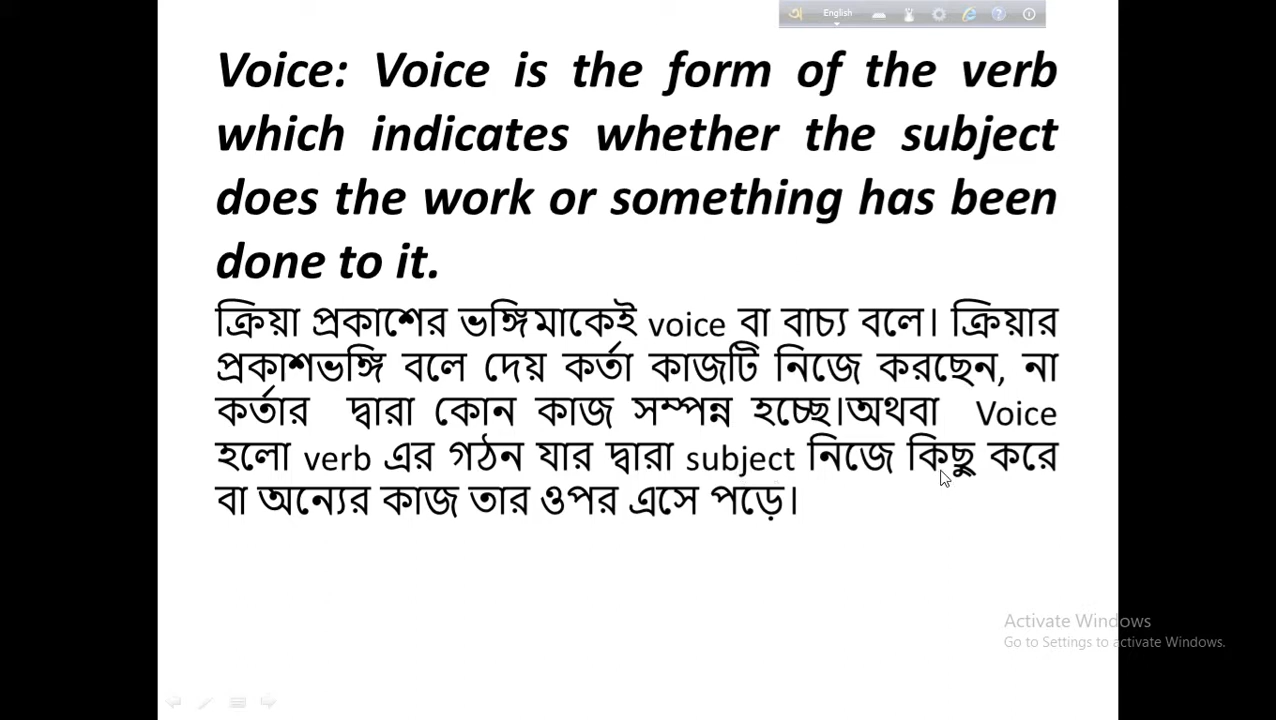 অ English
Voice: Voice is the form of the verb
which indicates whether the subject
does the work or something has been
done to it.
ক্রিয়া প্রকাশের ভঙ্গিমাকেই voice বা বাচ্য বলে। ক্রিয়ার
প্রকাশভঙ্গি বলে দেয় কর্তা কাজটি নিজে করছেন, না
কর্তার দ্বারা কোন কাজ সম্পন্ন হচ্ছে।অথবা Voice
হলো verb এর গঠন যার দ্বারা subject নিজে কিছু করে
বা অন্যের কাজ তার ওপর এসে পড়ে।
Activate Windows
Go to Settings to activate Windows.